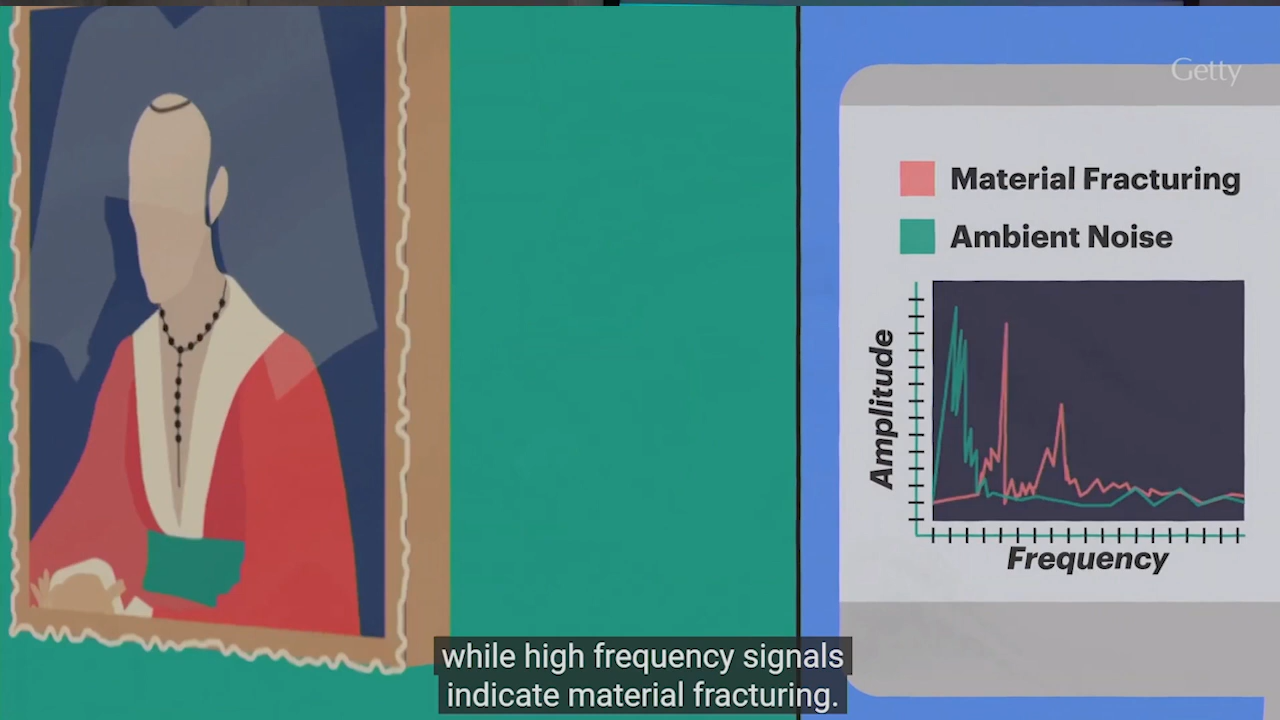 Getty
Material Fracturing
Ambient Noise
Amplitude
Frequency
while high frequency signals
indicate material fracturing.